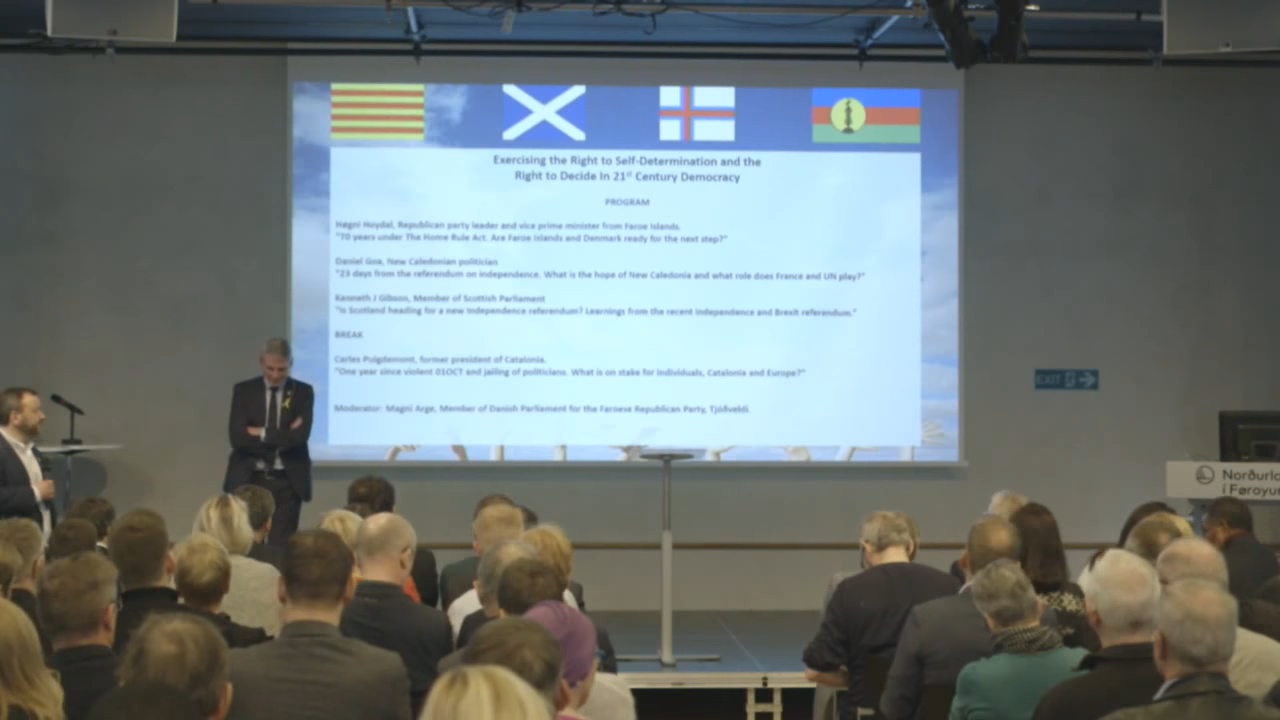 Exercising the Right to Self-Determination and the
Right to Decide In 21st Century Democracy
PROGRAM
Høgni Hoydal, Republican party leader and vice prime minister from Faroe Islands.
"70 years under The Home Rule Act. Are Faroe Islands and Denmark ready for the next step?"
Daniel Goa, New Caledonian politician
"23 days from the referendum on independence. What is the hope of New Caledonia and what role does France and UN play?"
Kenneth J Gibson, Member of Scottish Parliament
"Is Scotland heading for a new independence referendum? Learnings from the recent independence and Brexit referendum."
BREAK
Carles Puigdemont, former president of Catalonia.
"One year since violent 01OCT and jailing of politicians. What is on stake for individuals, Catalonia and Europe?"
Moderator: Magni Arge, Member of Danish Parliament for the Faroese Republican Party, Tjóðveldi.
EXIT
Norðurlo
í Føroyu